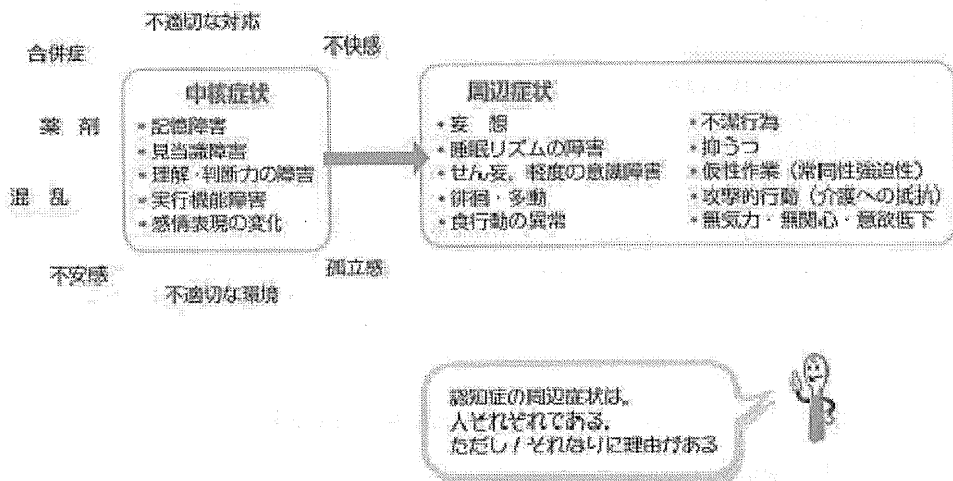 不適切な対応
合併症
不快感
中核症状
周辺症状
薬 剤
・記憶障害
・見当識障害
・理解・判断力の障害
・実行機能障害
・感情表現の変化
・妄 想
・睡眠リズムの障害
・せん妄、軽度の意識障害
・徘徊・多動
・食行動の異常
・不潔行為
・抑うつ
・仮性作業（常同性強迫性）
・攻撃的行動（介護への抵抗）
・無気力・無関心・意欲低下
混 乱
不安感
孤立感
不適切な環境
認知症の周辺症状は、
人それぞれである。
ただし！それなりに理由がある